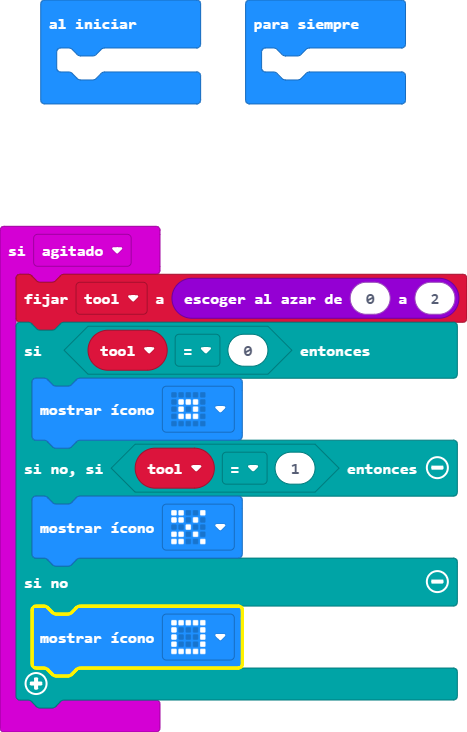 al iniciar
para siempre
si agitado
fijar tool a escoger al azar de 0 a 2
si tool = 0 entonces
mostrar ícono
si no, si tool = 1 entonces
mostrar ícono
si no
mostrar ícono